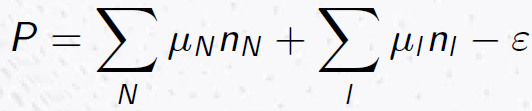 P = ∑_N μ_N n_N + ∑_l μ_l n_l − ε